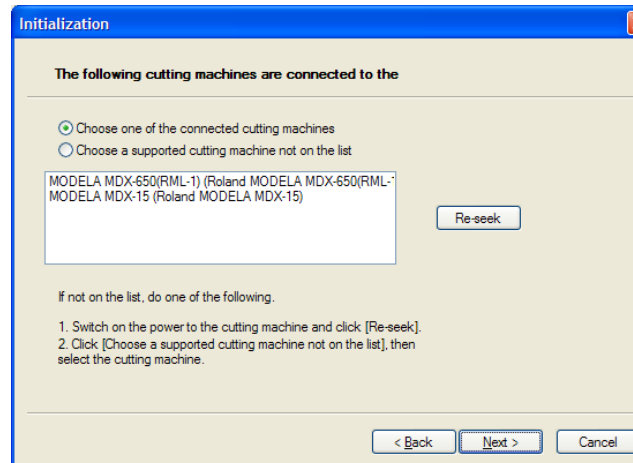 Initialization
The following cutting machines are connected to the
Choose one of the connected cutting machines
Choose a supported cutting machine not on the list
MODELA MDX-650(RML-1) (Roland MODELA MDX-650(RML-
MODELA MDX-15 (Roland MODELA MDX-15)
Re-seek
If not on the list, do one of the following.
1. Switch on the power to the cutting machine and click [Re-seek].
2. Click [Choose a supported cutting machine not on the list], then
select the cutting machine.
< Back
Next >
Cancel